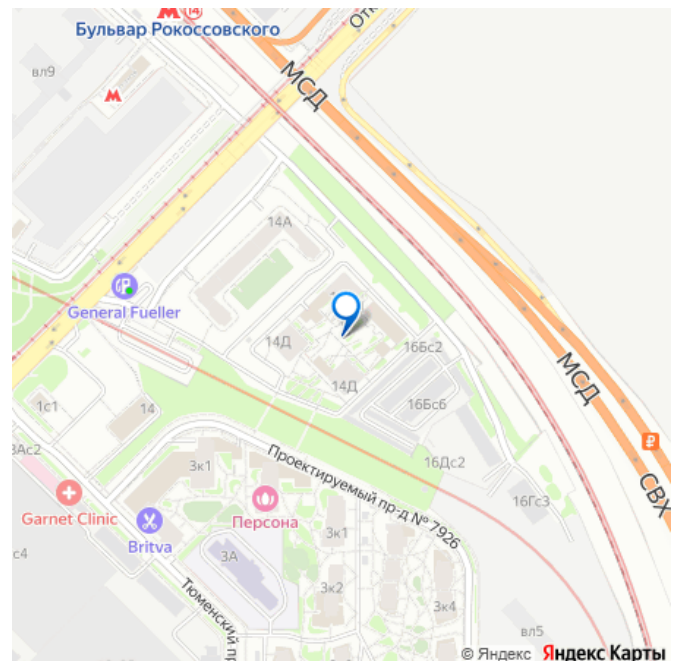 14
Бульвар Рокоссовского
Отк
вл9
МСД
14А
General Fueller
14Д
16Бс2
14Д
МСД
1с1
14
16Бс6
3Ас2
Проектируемый пр-д № 7926
3к1
16Дс2
Garnet Clinic
Персона
16Гс3
СВХ
Britva
3к1
с4
3А
3к2
Тюменский пр
3к4
вл5
© Яндекс Яндекс Карты